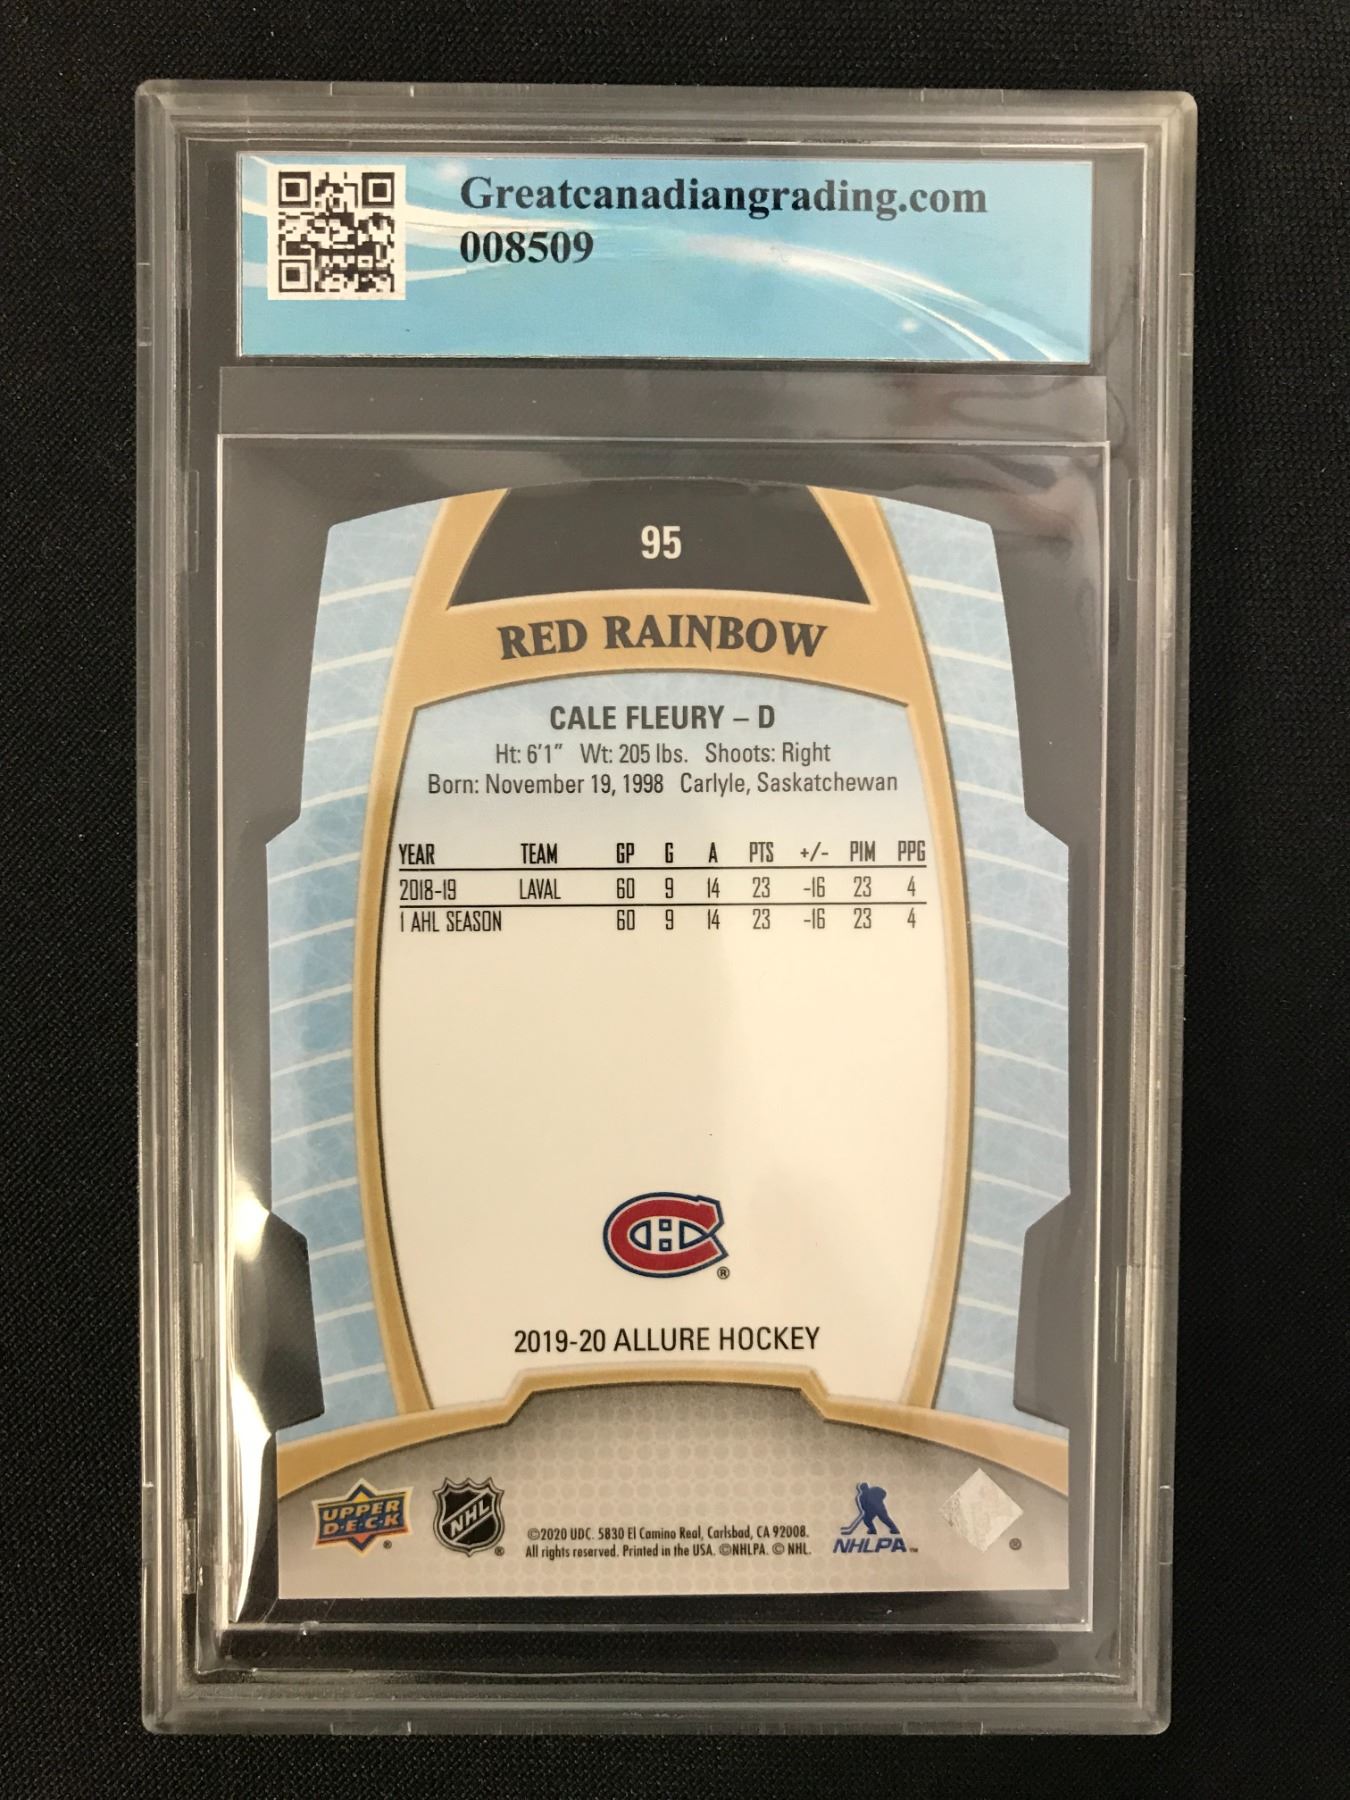 Greatcanadiangrading.com
008509
95
RED RAINBOW
CALE FLEURY – D
Ht: 6'1" Wt: 205 lbs. Shoots: Right
Born: November 19, 1998 Carlyle, Saskatchewan
YEAR TEAM GP G A PTS +/- PIM PPG
2018-19 LAVAL 60 9 14 23 -16 23 4
1 AHL SEASON 60 9 14 23 -16 23 4
®
2019-20 ALLURE HOCKEY
UPPER
D·E·C·K
®
NHL
®
©2020 UDC. 5830 El Camino Real, Carlsbad, CA 92008.
All rights reserved. Printed in the USA. ©NHLPA. © NHL.
NHLPA™
®